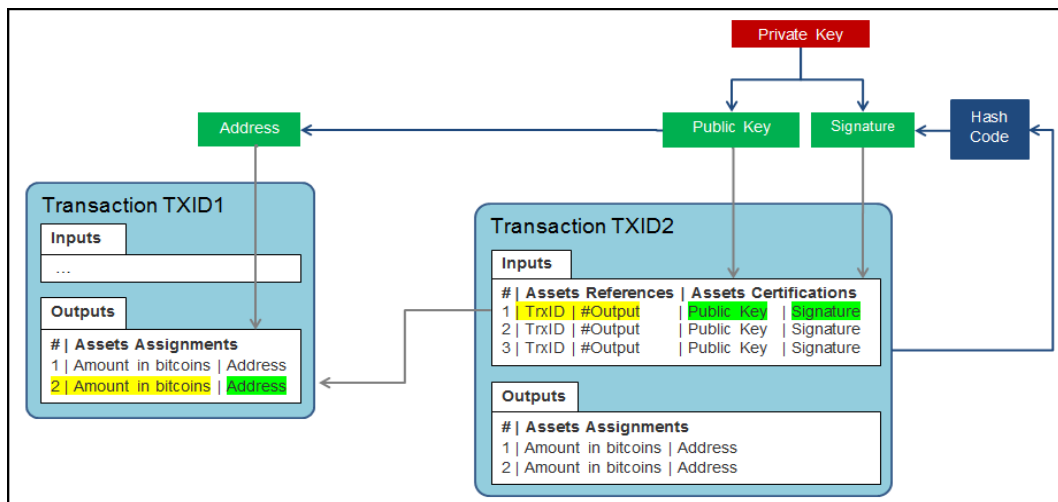 Private Key
Address
Public Key
Signature
Hash
Code
Transaction TXID1
Inputs
...
Outputs
# | Assets Assignments
1 | Amount in bitcoins | Address
2 | Amount in bitcoins | Address
Transaction TXID2
Inputs
# | Assets References | Assets Certifications
1 | TrxID | #Output | Public Key | Signature
2 | TrxID | #Output | Public Key | Signature
3 | TrxID | #Output | Public Key | Signature
Outputs
# | Assets Assignments
1 | Amount in bitcoins | Address
2 | Amount in bitcoins | Address